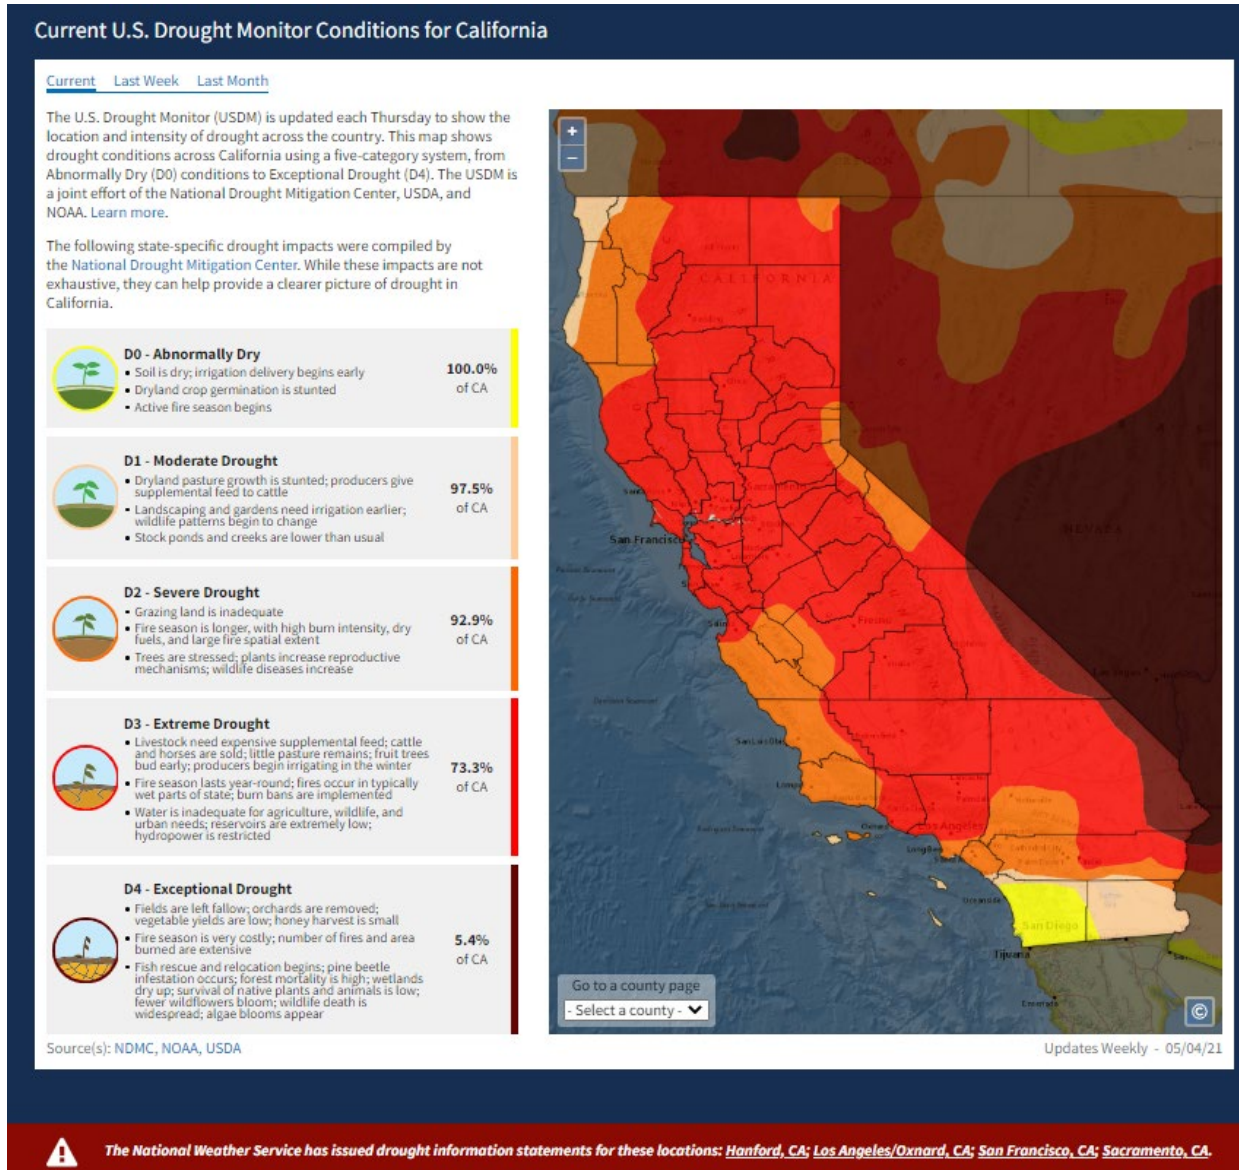 Current U.S. Drought Monitor Conditions for California
Current Last Week Last Month
The U.S. Drought Monitor (USDM) is updated each Thursday to show the
location and intensity of drought across the country. This map shows
drought conditions across California using a five-category system, from
Abnormally Dry (D0) conditions to Exceptional Drought (D4). The USDM is
a joint effort of the National Drought Mitigation Center, USDA, and
NOAA. Learn more.
The following state-specific drought impacts were compiled by
the National Drought Mitigation Center. While these impacts are not
exhaustive, they can help provide a clearer picture of drought in
California.
D0 - Abnormally Dry
▪ Soil is dry; irrigation delivery begins early
▪ Dryland crop germination is stunted
▪ Active fire season begins
100.0%
of CA
D1 - Moderate Drought
▪ Dryland pasture growth is stunted; producers give
supplemental feed to cattle
▪ Landscaping and gardens need irrigation earlier;
wildlife patterns begin to change
▪ Stock ponds and creeks are lower than usual
97.5%
of CA
D2 - Severe Drought
▪ Grazing land is inadequate
▪ Fire season is longer, with high burn intensity, dry
fuels, and large fire spatial extent
▪ Trees are stressed; plants increase reproductive
mechanisms; wildlife diseases increase
92.9%
of CA
D3 - Extreme Drought
▪ Livestock need expensive supplemental feed; cattle
and horses are sold; little pasture remains; fruit trees
bud early; producers begin irrigating in the winter
▪ Fire season lasts year-round; fires occur in typically
wet parts of state; burn bans are implemented
▪ Water is inadequate for agriculture, wildlife, and
urban needs; reservoirs are extremely low;
hydropower is restricted
73.3%
of CA
D4 - Exceptional Drought
▪ Fields are left fallow; orchards are removed;
vegetable yields are low; honey harvest is small
▪ Fire season is very costly; number of fires and area
burned are extensive
▪ Fish rescue and relocation begins; pine beetle
infestation occurs; forest mortality is high; wetlands
dry up; survival of native plants and animals is low;
fewer wildflowers bloom; wildlife death is
widespread; algae blooms appear
5.4%
of CA
Source(s): NDMC, NOAA, USDA
+
−
OREGON
CALIFORNIA
NEVADA
Sacramento
San Francisco
Fresno
Los Angeles
Long Beach
Oceanside
San Diego
Tijuana
Go to a county page
- Select a county -
©
Updates Weekly - 05/04/21
The National Weather Service has issued drought information statements for these locations: Hanford, CA; Los Angeles/Oxnard, CA; San Francisco, CA; Sacramento, CA.